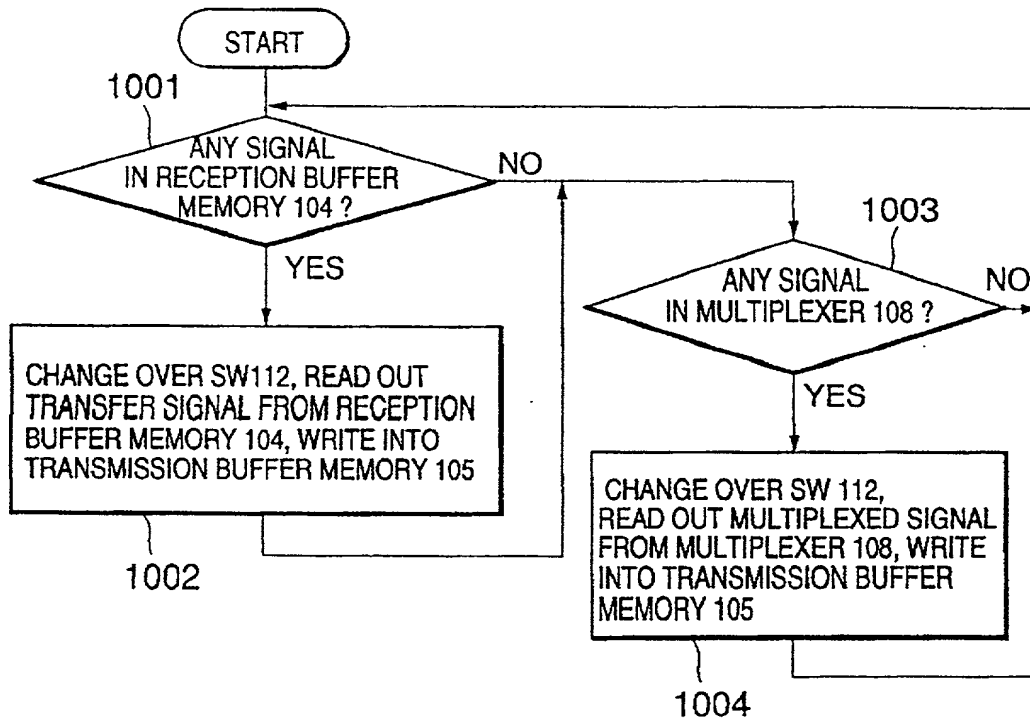 START
1001
ANY SIGNAL
IN RECEPTION BUFFER
MEMORY 104 ?
NO
YES
CHANGE OVER SW112, READ OUT
TRANSFER SIGNAL FROM RECEPTION
BUFFER MEMORY 104, WRITE INTO
TRANSMISSION BUFFER MEMORY 105
1002
1003
ANY SIGNAL
IN MULTIPLEXER 108 ?
NO
YES
CHANGE OVER SW 112,
READ OUT MULTIPLEXED SIGNAL
FROM MULTIPLEXER 108, WRITE
INTO TRANSMISSION BUFFER
MEMORY 105
1004